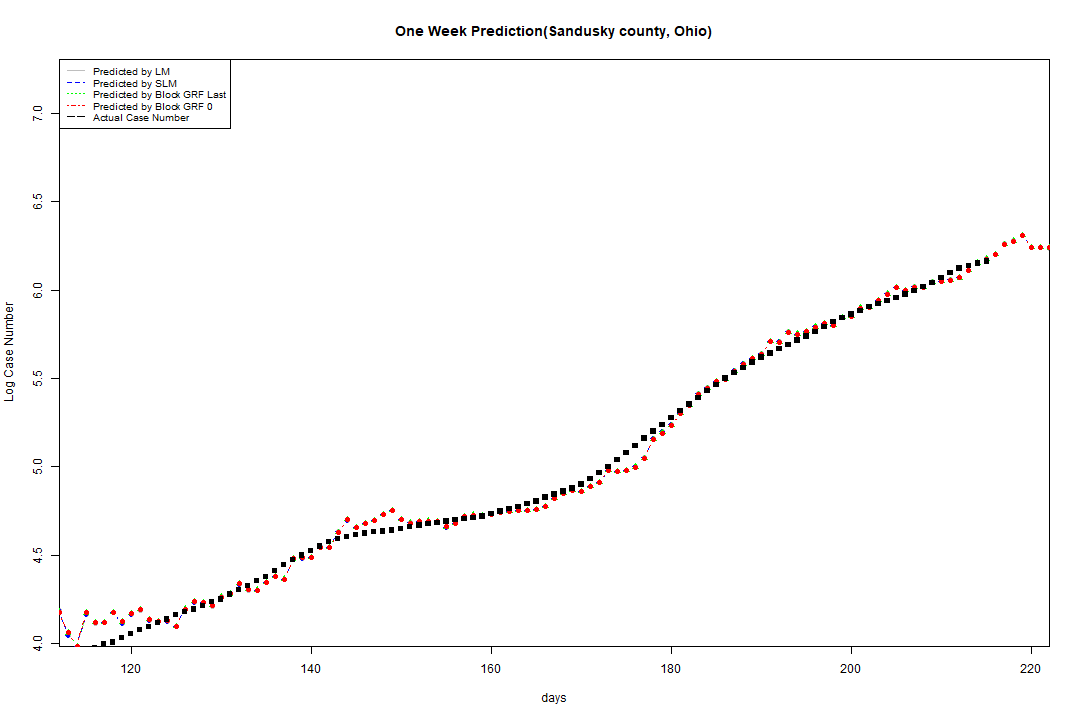 One Week Prediction(Sandusky county, Ohio)
Predicted by LM
Predicted by SLM
Predicted by Block GRF Last
Predicted by Block GRF 0
Actual Case Number
7.0
6.5
6.0
5.5
5.0
4.5
4.0
Log Case Number
120 140 160 180 200 220
days